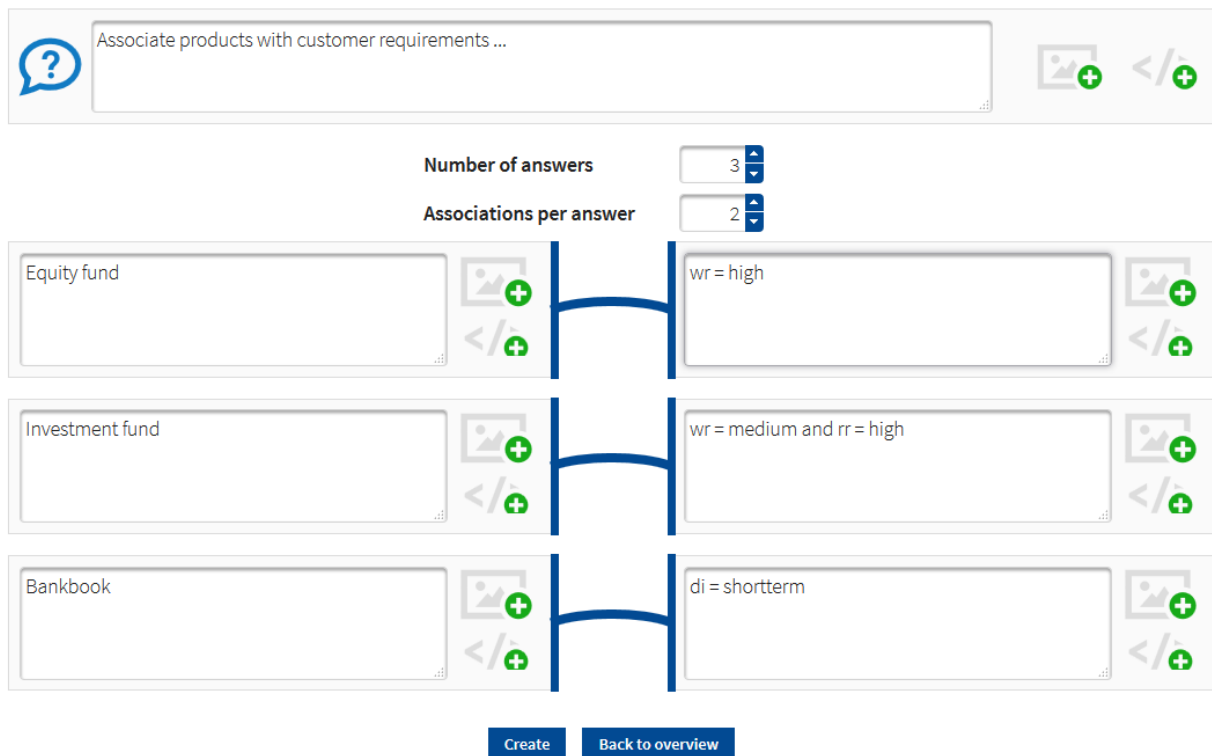 Associate products with customer requirements ...
Number of answers 3
Associations per answer 2
Equity fund
wr = high
Investment fund
wr = medium and rr = high
Bankbook
di = shortterm
Create
Back to overview